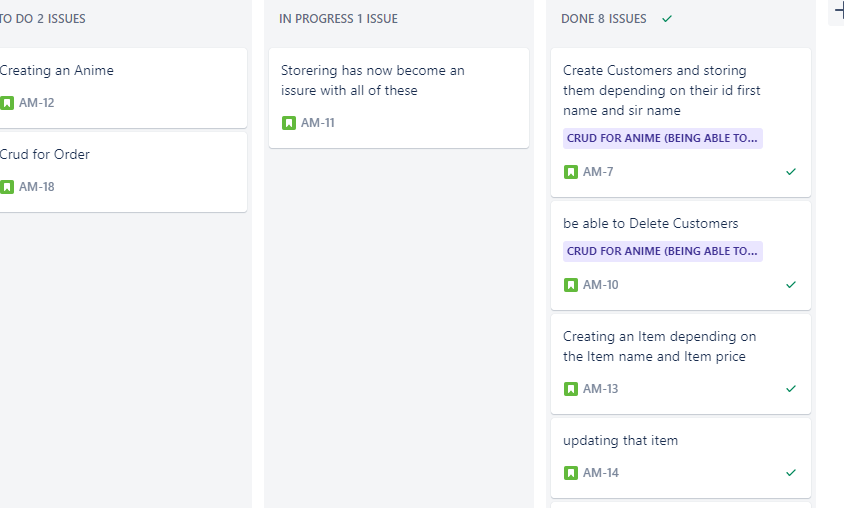 TO DO 2 ISSUES
Creating an Anime
AM-12
Crud for Order
AM-18
IN PROGRESS 1 ISSUE
Storering has now become an
issure with all of these
AM-11
DONE 8 ISSUES
Create Customers and storing
them depending on their id first
name and sir name
CRUD FOR ANIME (BEING ABLE TO...
AM-7
be able to Delete Customers
CRUD FOR ANIME (BEING ABLE TO...
AM-10
Creating an Item depending on
the Item name and Item price
AM-13
updating that item
AM-14